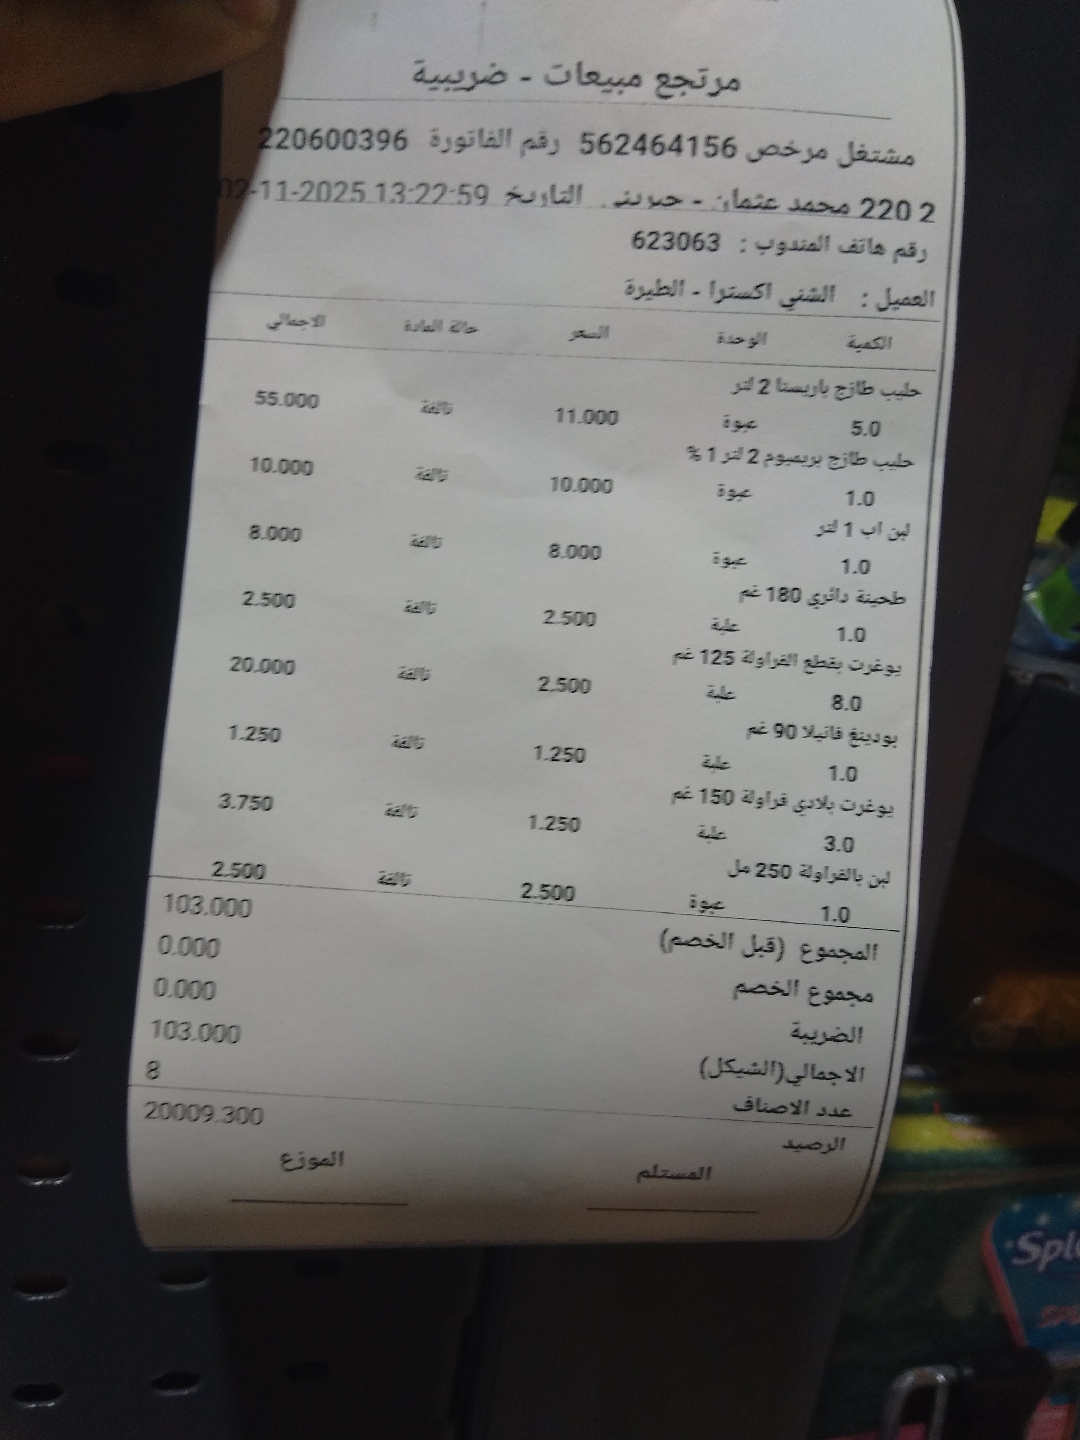 مرتجع مبيعات - ضريبية
مشتغل مرخص 562464156 رقم الفاتورة 220600396
2 220 محمد عثمان - جبريني التاريخ 02-11-2025 13:22:59
رقم هاتف المندوب : 623063
العميل : الشني اكسترا - الطيرة
الكمية الوحدة السعر حالة المادة الاجمالي
حليب طازج باريستا 2 لتر
5.0 عبوة 11.000 تالفة 55.000
حليب طازج بريميوم 2 لتر 1 %
1.0 عبوة 10.000 تالفة 10.000
لبن اب 1 لتر
1.0 عبوة 8.000 تالفة 8.000
طحينة دائري 180 غم
1.0 علبة 2.500 تالفة 2.500
يوغرت بقطع الفراولة 125 غم
8.0 علبة 2.500 تالفة 20.000
بودينغ فانيلا 90 غم
1.0 علبة 1.250 تالفة 1.250
يوغرت بلادي فراولة 150 غم
3.0 علبة 1.250 تالفة 3.750
لبن بالفراولة 250 مل
1.0 عبوة 2.500 تالفة 2.500
المجموع (قبل الخصم) 103.000
مجموع الخصم 0.000
الضريبة 0.000
الاجمالي(الشيكل) 103.000
عدد الاصناف 8
الرصيد 20009.300
المستلم الموزع